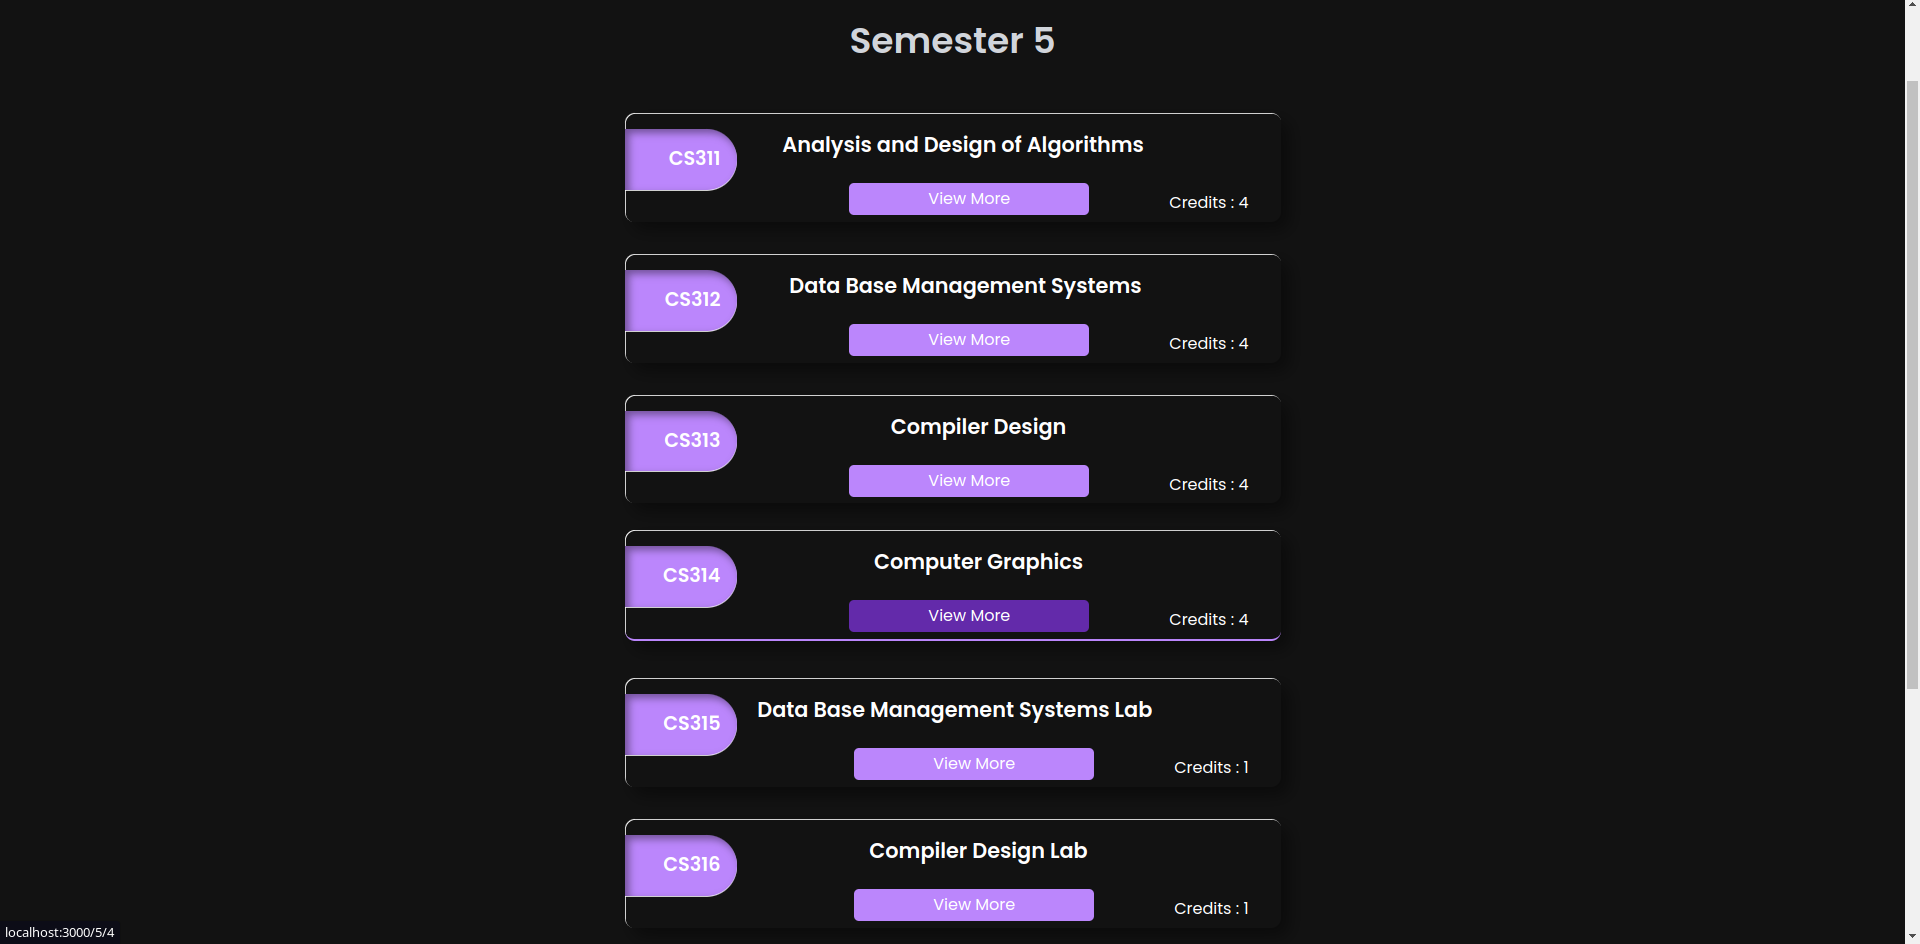 Semester 5
CS311
Analysis and Design of Algorithms
View More
Credits : 4
CS312
Data Base Management Systems
View More
Credits : 4
CS313
Compiler Design
View More
Credits : 4
CS314
Computer Graphics
View More
Credits : 4
CS315
Data Base Management Systems Lab
View More
Credits : 1
CS316
Compiler Design Lab
View More
Credits : 1
localhost:3000/5/4